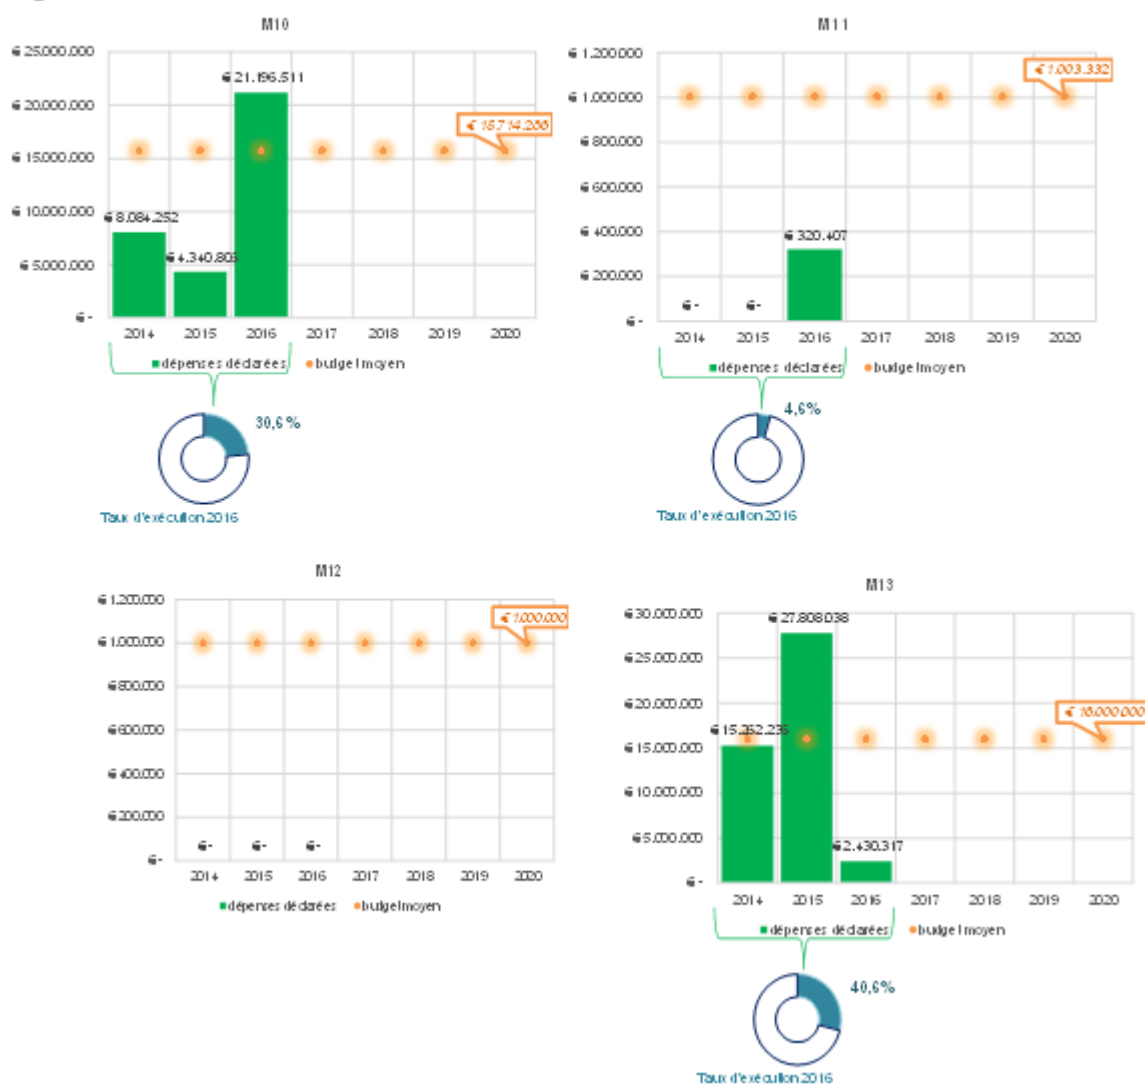 M10
€ 25.000.000
€ 20.000.000
€ 15.000.000
€ 10.000.000
€ 5.000.000
€ -
€ 21.196.511
€ 15.714.286
€ 8.084.252
€ 4.340.805
2014 2015 2016 2017 2018 2019 2020
dépenses déclarées budget moyen
30,6%
Taux d'exécution 2016
M11
€ 1.200.000
€ 1.000.000
€ 800.000
€ 600.000
€ 400.000
€ 200.000
€ -
€ 1.003.332
€ 320.407
€ - € -
2014 2015 2016 2017 2018 2019 2020
dépenses déclarées budget moyen
4,6%
Taux d'exécution 2016
M12
€ 1.200.000
€ 1.000.000
€ 800.000
€ 600.000
€ 400.000
€ 200.000
€ -
€ 1.000.000
€ - € - € -
2014 2015 2016 2017 2018 2019 2020
dépenses déclarées budget moyen
M13
€ 30.000.000
€ 25.000.000
€ 20.000.000
€ 15.000.000
€ 10.000.000
€ 5.000.000
€ -
€ 27.808.038
€ 16.000.000
€ 2.430.317
2014 2015 2016 2017 2018 2019 2020
dépenses déclarées budget moyen
40,6%
Taux d'exécution 2016